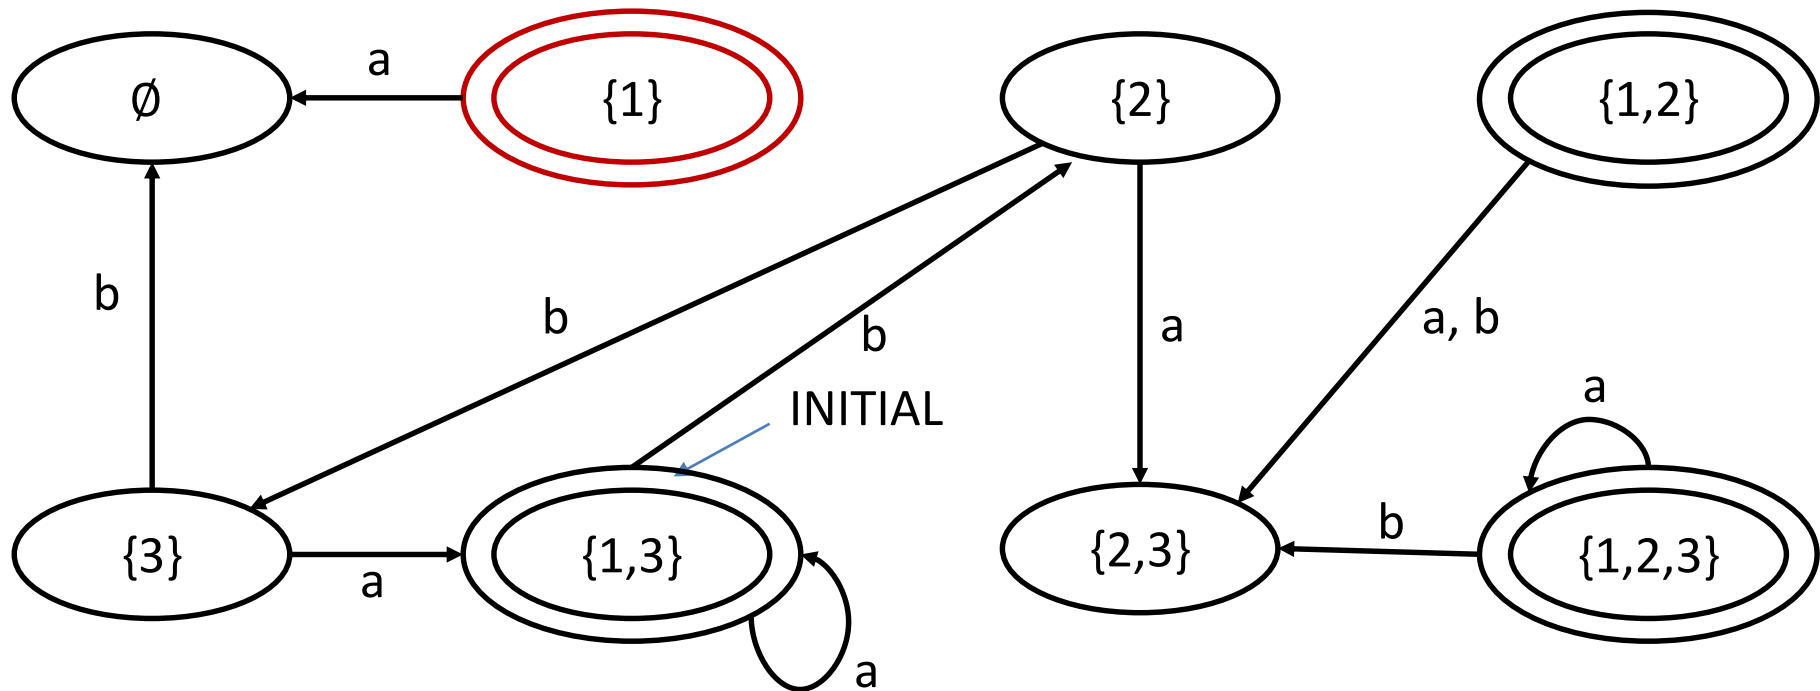 ∅
a
{1}
{2}
{1,2}
b
b
b
a
a, b
INITIAL
a
{3}
a
{1,3}
a
{2,3}
b
{1,2,3}